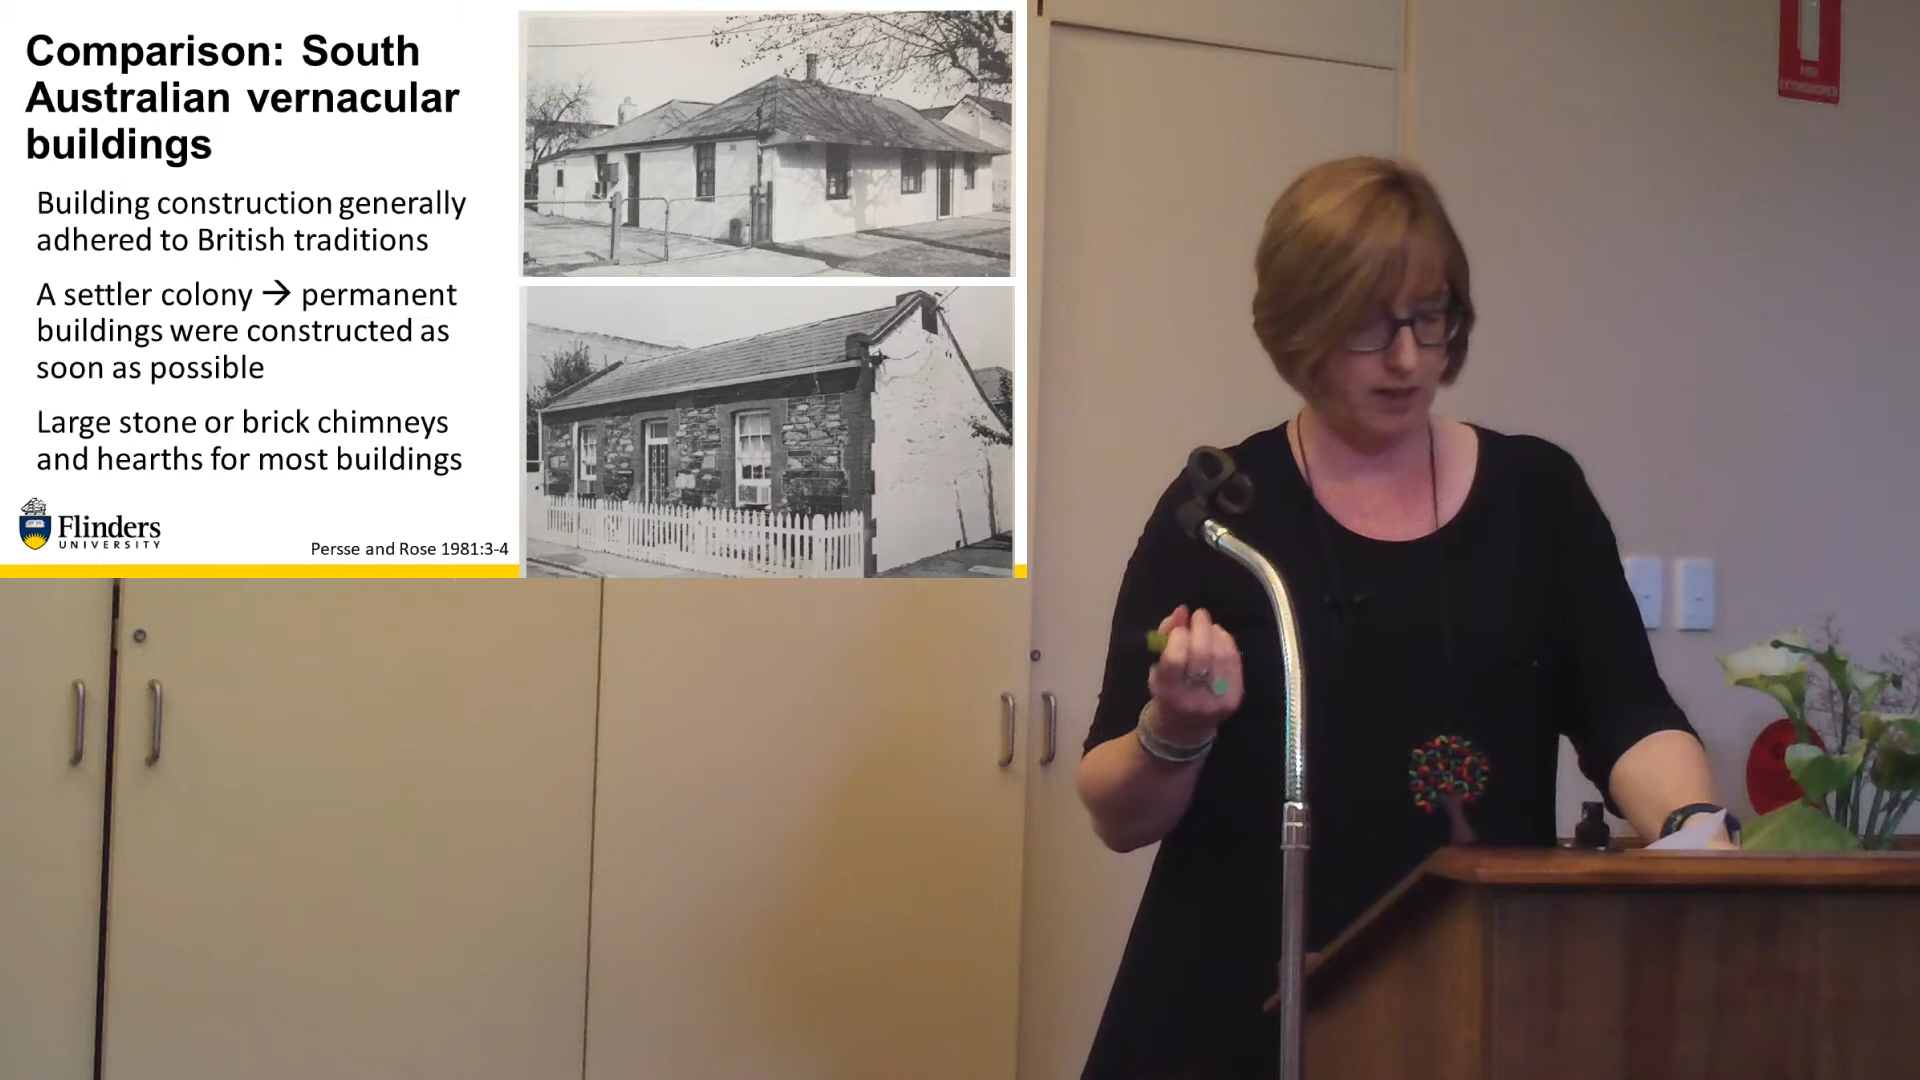 Comparison: South
Australian vernacular
buildings
Building construction generally
adhered to British traditions
A settler colony → permanent
buildings were constructed as
soon as possible
Large stone or brick chimneys
and hearths for most buildings
Flinders
UNIVERSITY
Persse and Rose 1981:3-4
FIRE
EXTINGUISHER